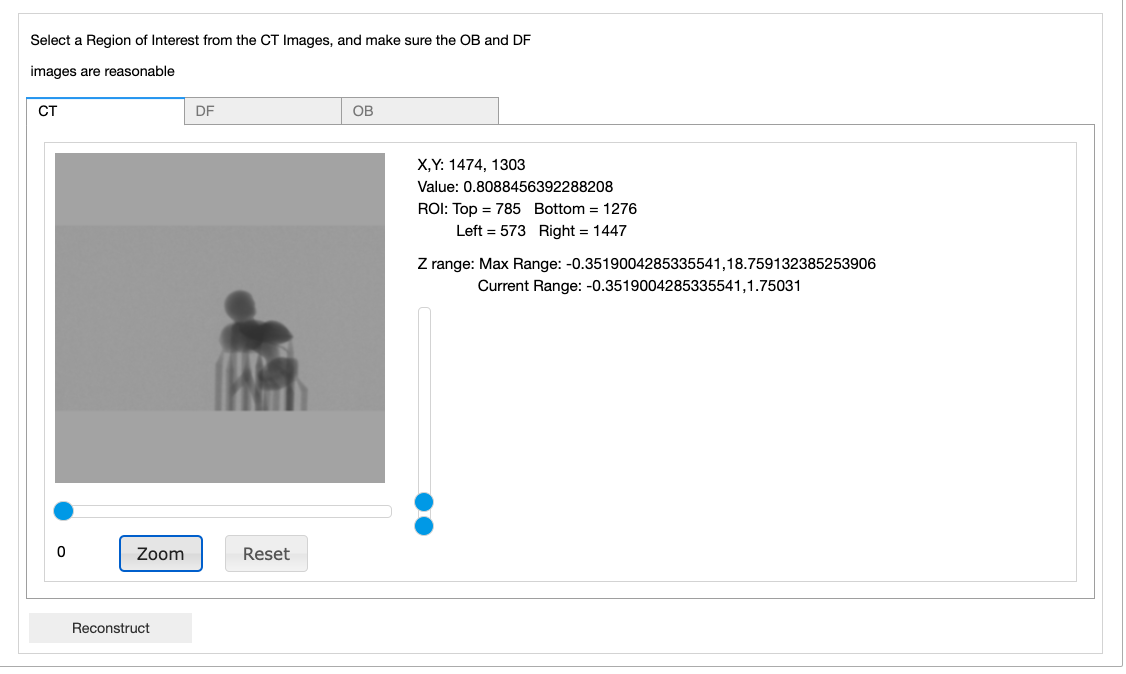 Select a Region of Interest from the CT Images, and make sure the OB and DF
images are reasonable
CT DF OB
X,Y: 1474, 1303
Value: 0.8088456392288208
ROI: Top = 785 Bottom = 1276
Left = 573 Right = 1447
Z range: Max Range: -0.3519004285335541,18.759132385253906
Current Range: -0.3519004285335541,1.75031
0 Zoom Reset
Reconstruct